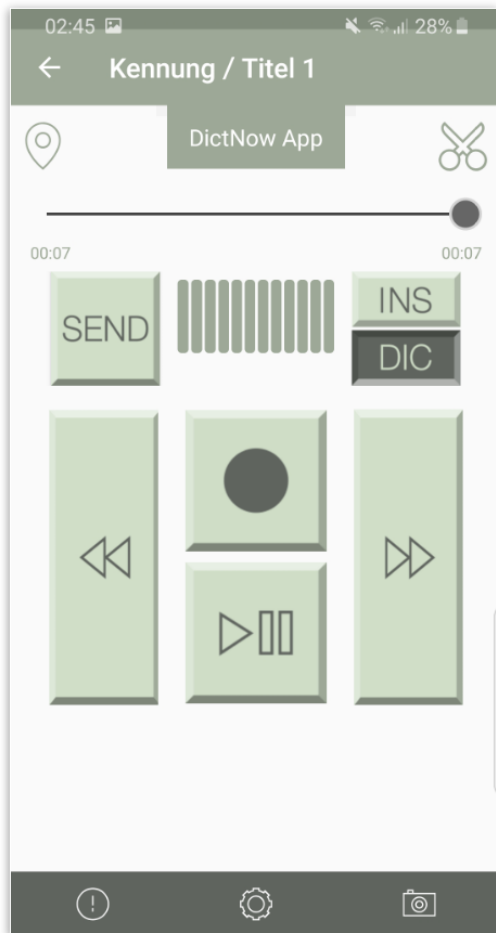 02:45 28%
Kennung / Titel 1
DictNow App
00:07 00:07
SEND
INS
DIC